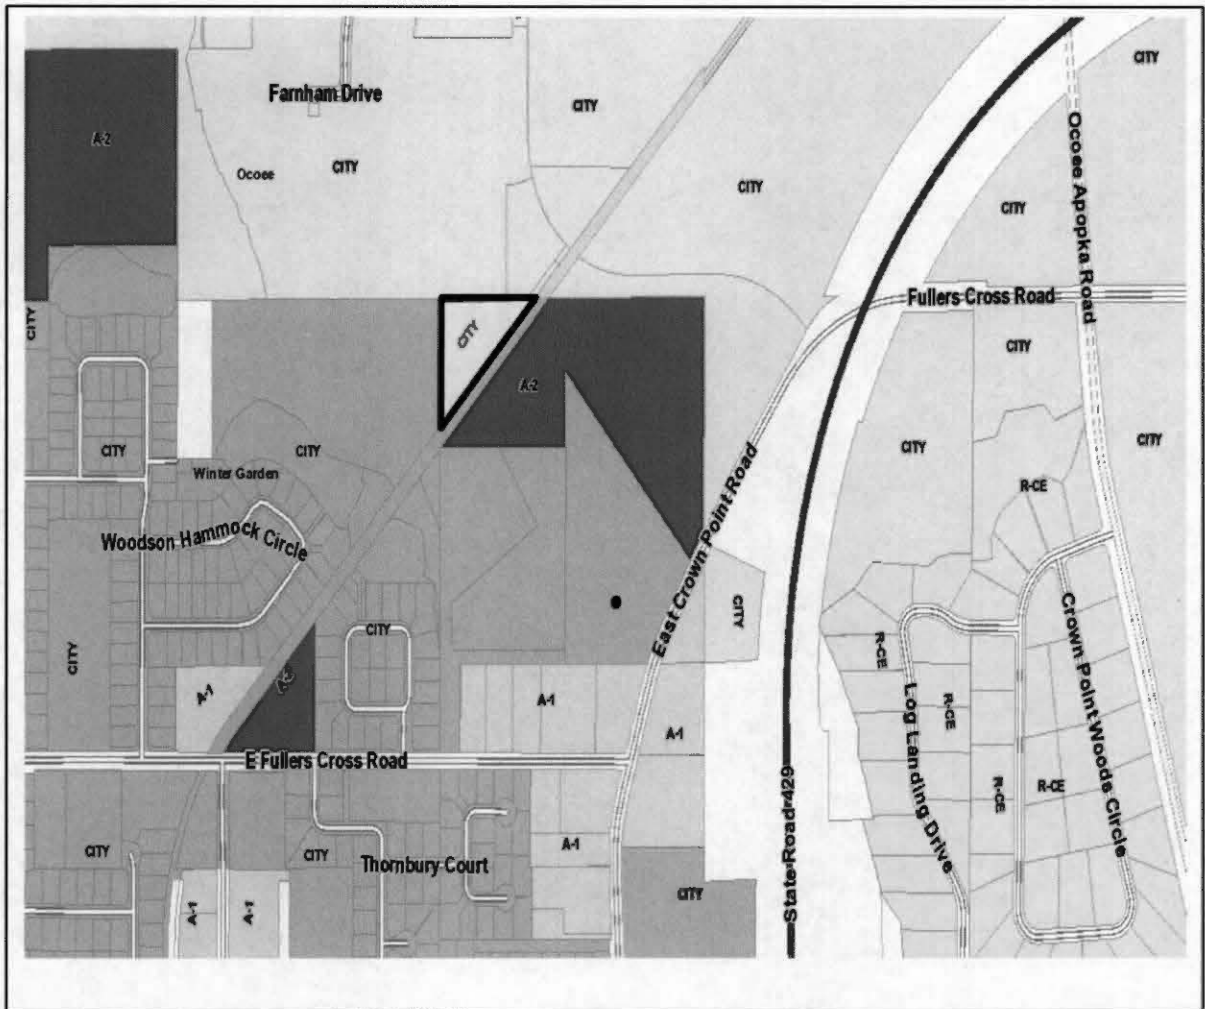 CITY
Farnham Drive
CITY
A-2
CITY
Ocoee
CITY
Ocoee Apopka Road
CITY
CITY
Fullers Cross Road
CITY
CITY
CITY
A-2
CITY
CITY
CITY
CITY
Winter Garden
R-CE
East Crown Point Road
Woodson Hammock Circle
CITY
CITY
CITY
Crown Point Woods Circle
R-CE
A-1
A-1
R-CE
Log Landing Drive
A-1
E Fullers Cross Road
State Road 429
R-CE
R-CE
CITY
CITY
Thornbury Court
A-1
CITY
A-1
A-1